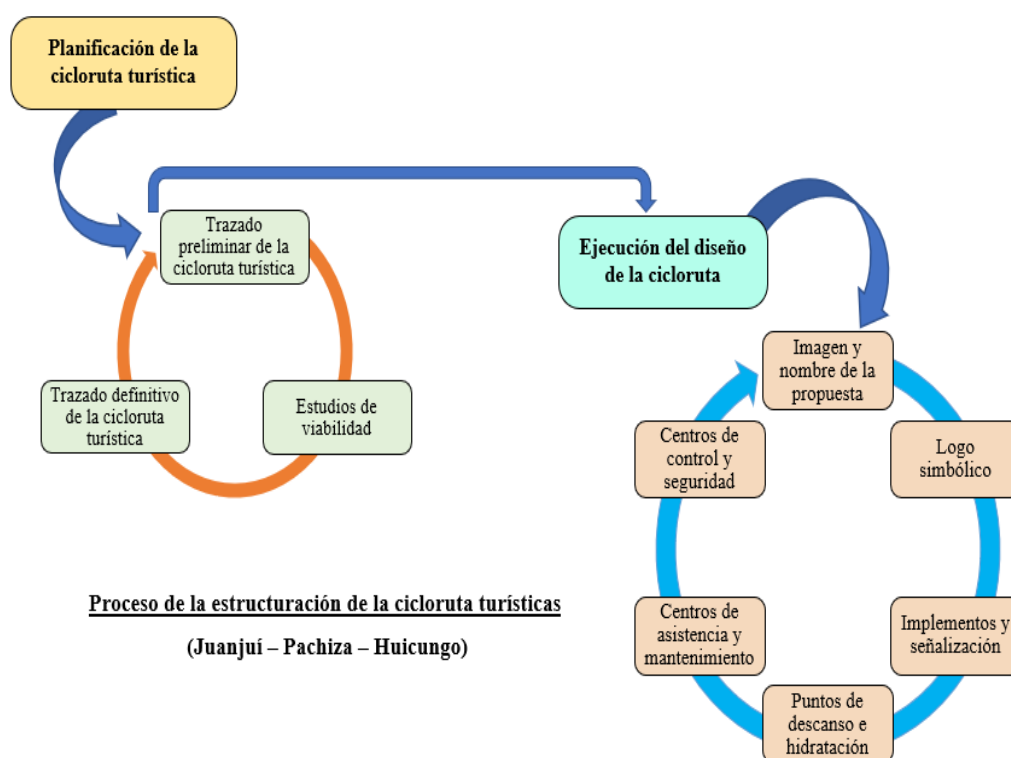 Planificación de la
cicloruta turística
Trazado
preliminar de la
cicloruta turística
Estudios de
viabilidad
Trazado definitivo
de la cicloruta
turística
Ejecución del diseño
de la cicloruta
Imagen y
nombre de la
propuesta
Logo
simbólico
Implementos y
señalización
Puntos de
descanso e
hidratación
Centros de
asistencia y
mantenimiento
Centros de
control y
seguridad
Proceso de la estructuración de la cicloruta turísticas
(Juanjuí – Pachiza – Huicungo)